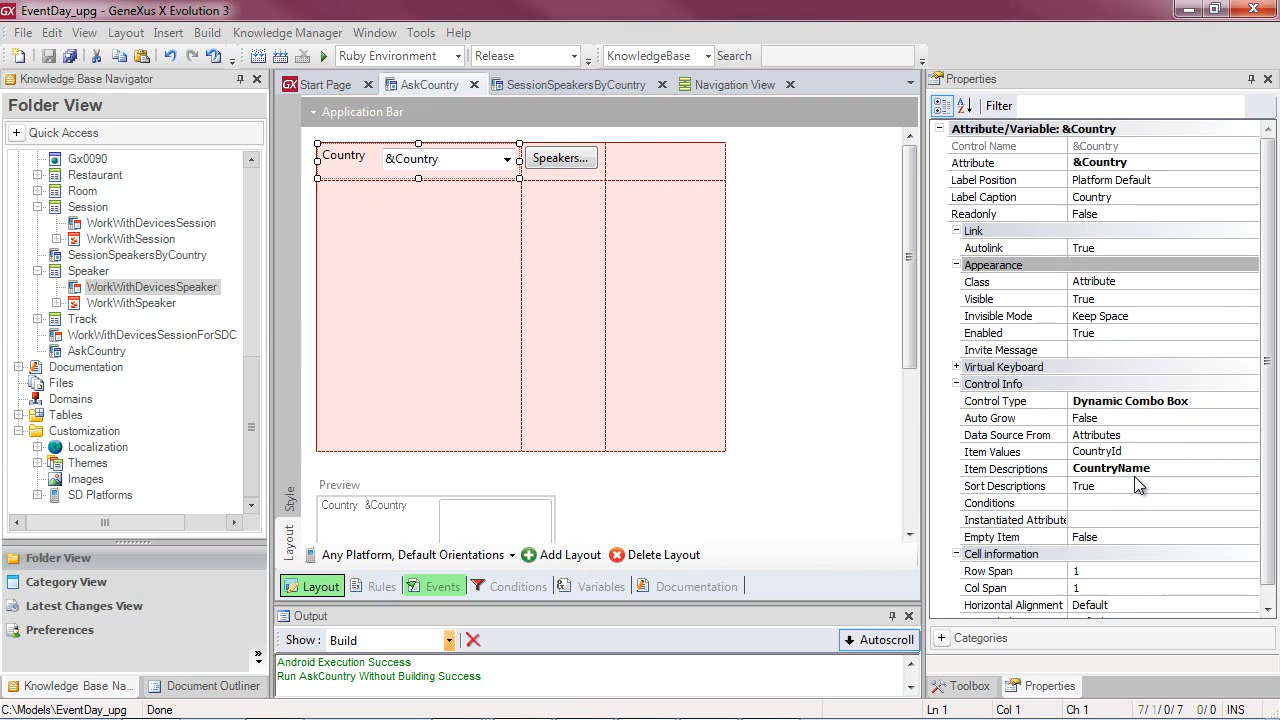 GX EventDay_upg - GeneXus X Evolution 3
File Edit View Layout Insert Build Knowledge Manager Window Tools Help
Ruby Environment Release KnowledgeBase Search
Knowledge Base Navigator
Folder View
Quick Access
Gx0090
Restaurant
Room
Session
WorkWithDevicesSession
WorkWithSession
SessionSpeakersByCountry
Speaker
WorkWithDevicesSpeaker
WorkWithSpeaker
Track
WorkWithDevicesSessionForSDC
AskCountry
Documentation
Files
Domains
Tables
Customization
Localization
Themes
Images
SD Platforms
Folder View
Category View
Latest Changes View
Preferences
Knowledge Base Na... Document Outliner
GX Start Page AskCountry SessionSpeakersByCountry Navigation View
Application Bar
Country &Country Speakers...
Preview
Country &Country
Style
Layout
Any Platform, Default Orientations Add Layout Delete Layout
Layout Rules Events Conditions Variables Documentation
Output
Show: Build Autoscroll
Android Execution Success
Run AskCountry Without Building Success
Properties
Filter
Attribute/Variable: &Country
Control Name &Country
Attribute &Country
Label Position Platform Default
Label Caption Country
Readonly False
Link
Autolink True
Appearance
Class Attribute
Visible True
Invisible Mode Keep Space
Enabled True
Invite Message
Virtual Keyboard
Control Info
Control Type Dynamic Combo Box
Auto Grow False
Data Source From Attributes
Item Values CountryId
Item Descriptions CountryName
Sort Descriptions True
Conditions
Instantiated Attribute
Empty Item False
Cell information
Row Span 1
Col Span 1
Horizontal Alignment Default
Categories
Toolbox Properties
C:\Models\EventDay_upg Done Ln 1 Col 1 Ch 1 7/1/0/7 0/0 INS